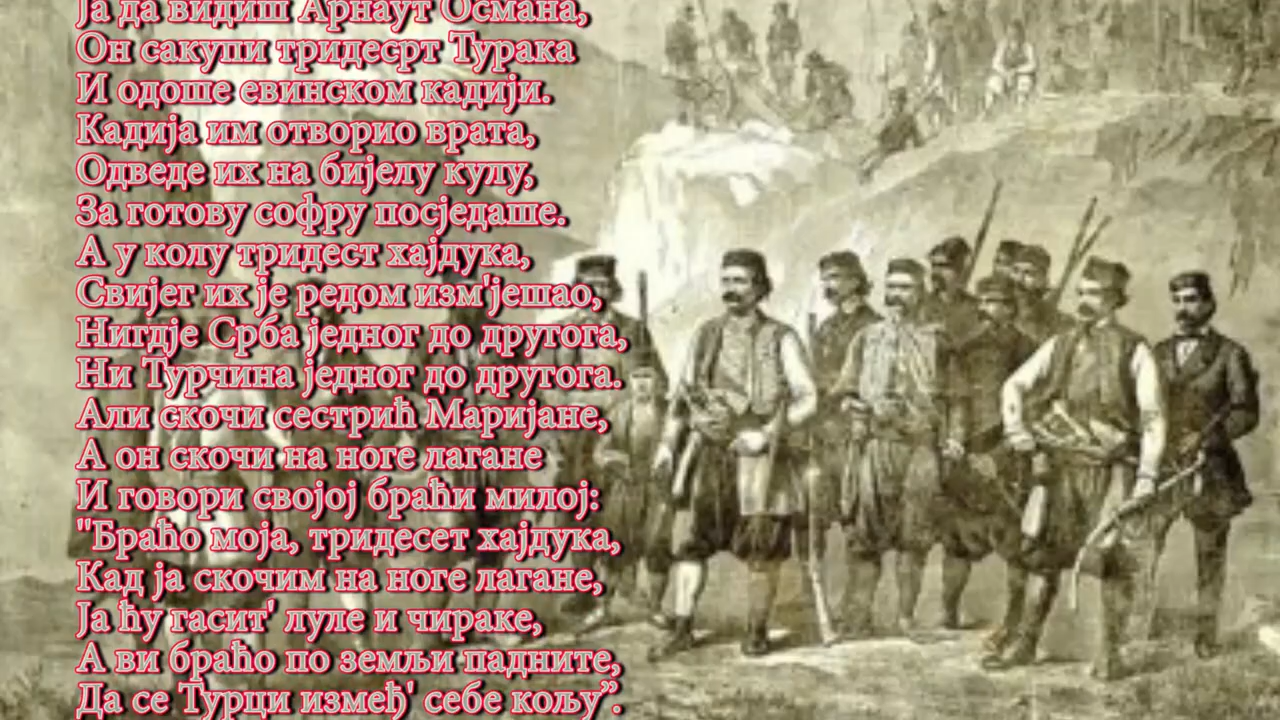 Ја да видиш Арнаут Османа,
Он сакупи тридесрт Турака
И одоше евинском кадији.
Кадија им отворио врата,
Одведе их на бијелу кулу,
За готову софру посједаше.
А у колу тридест хајдука,
Свијег их је редом изм'јешао,
Нигдје Срба једног до другога,
Ни Турчина једног до другога.
Али скочи сестрић Маријане,
А он скочи на ноге лагане
И говори својој браћи милој:
"Браћо моја, тридесет хајдука,
Кад ја скочим на ноге лагане,
Ја ћу гасит' луле и чираке,
А ви браћо по земљи падните,
Да се Турци измеђ' себе кољу”.